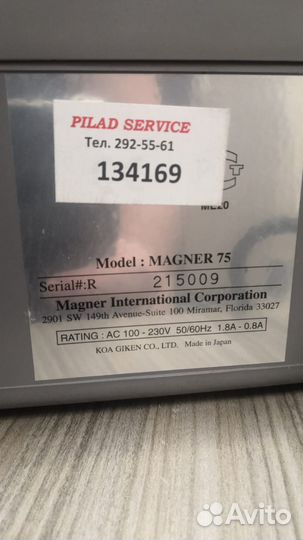 PILAD SERVICE
Тел. 292-55-61
134169
МЕ20
Model : MAGNER 75
Serial#:R 215009
Magner International Corporation
2901 SW 149th Avenue-Suite 100 Miramar, Florida 33027
RATING : AC 100 - 230V 50/60Hz 1.8A - 0.8A
KOA GIKEN CO., LTD. Made in Japan
Avito